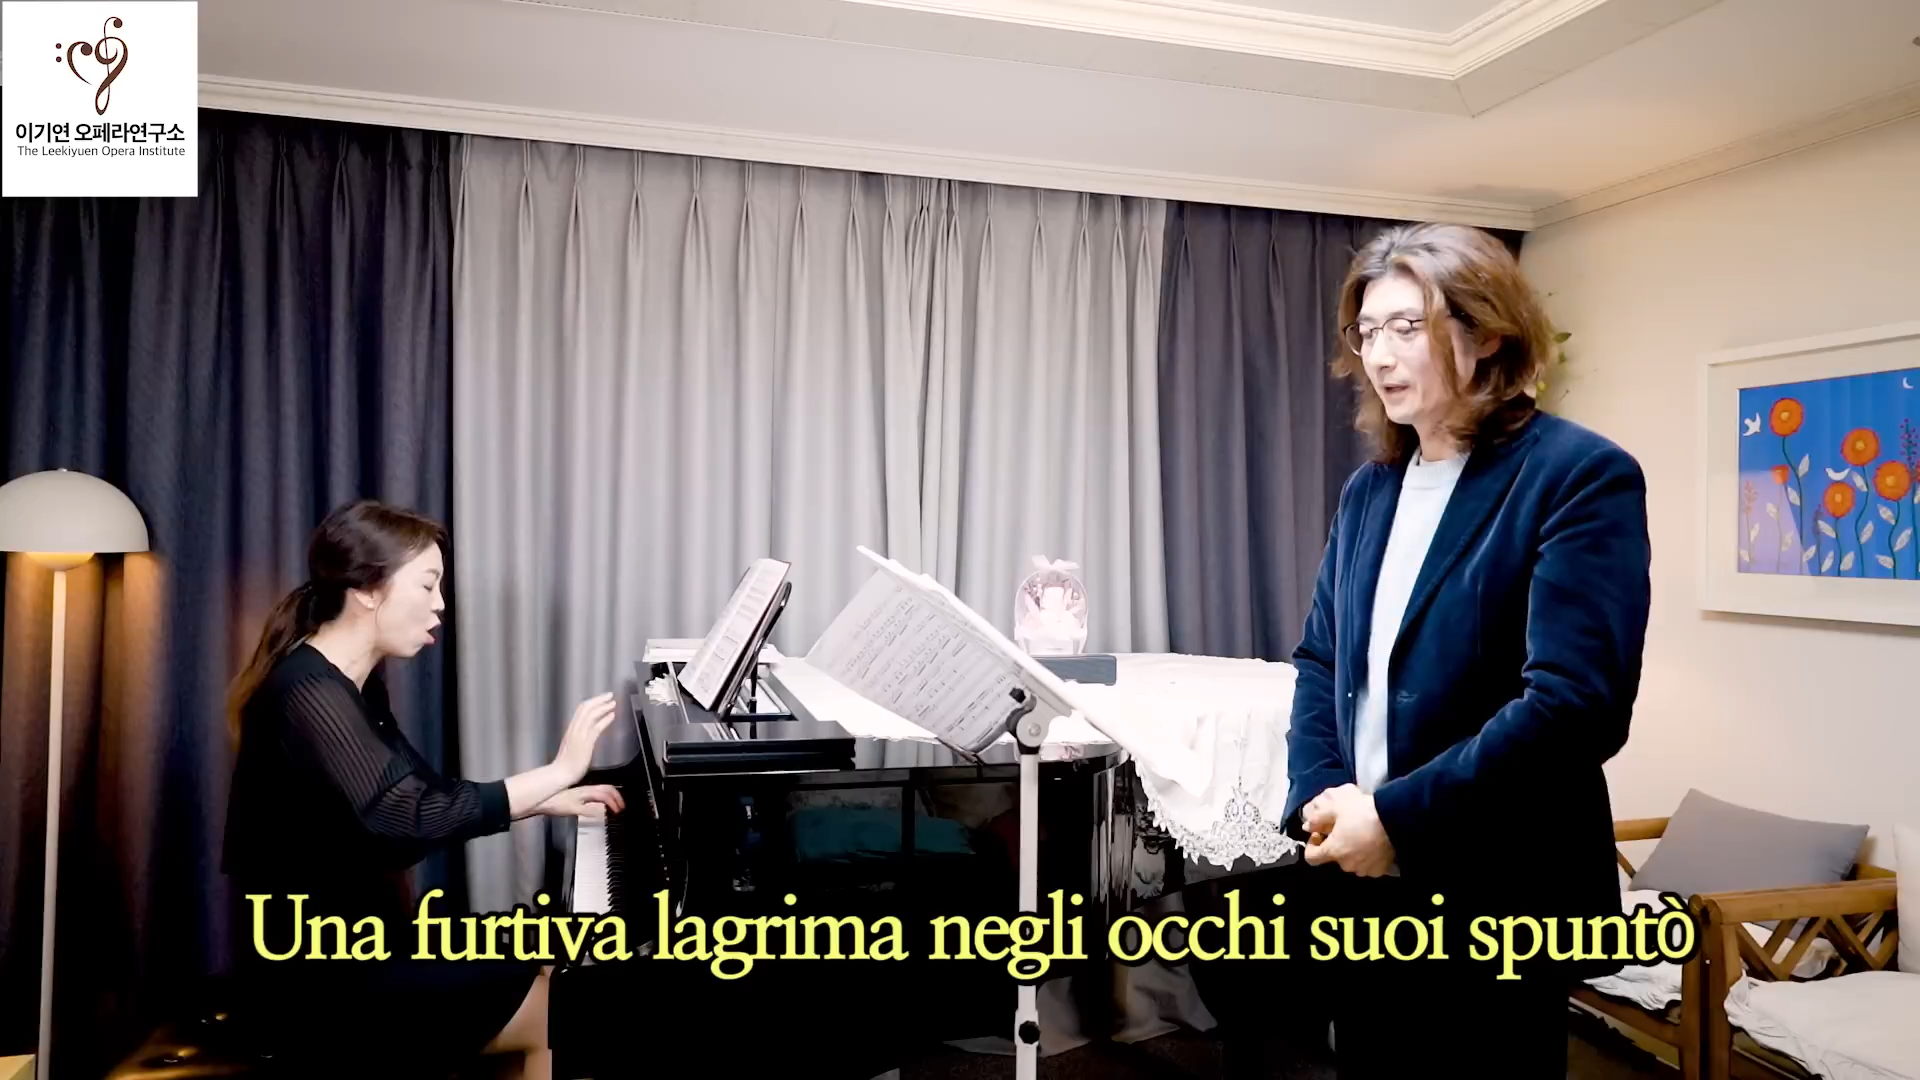 이기연 오페라연구소
The Leekiyuen Opera Institute
Una furtiva lagrima negli occhi suoi spuntò